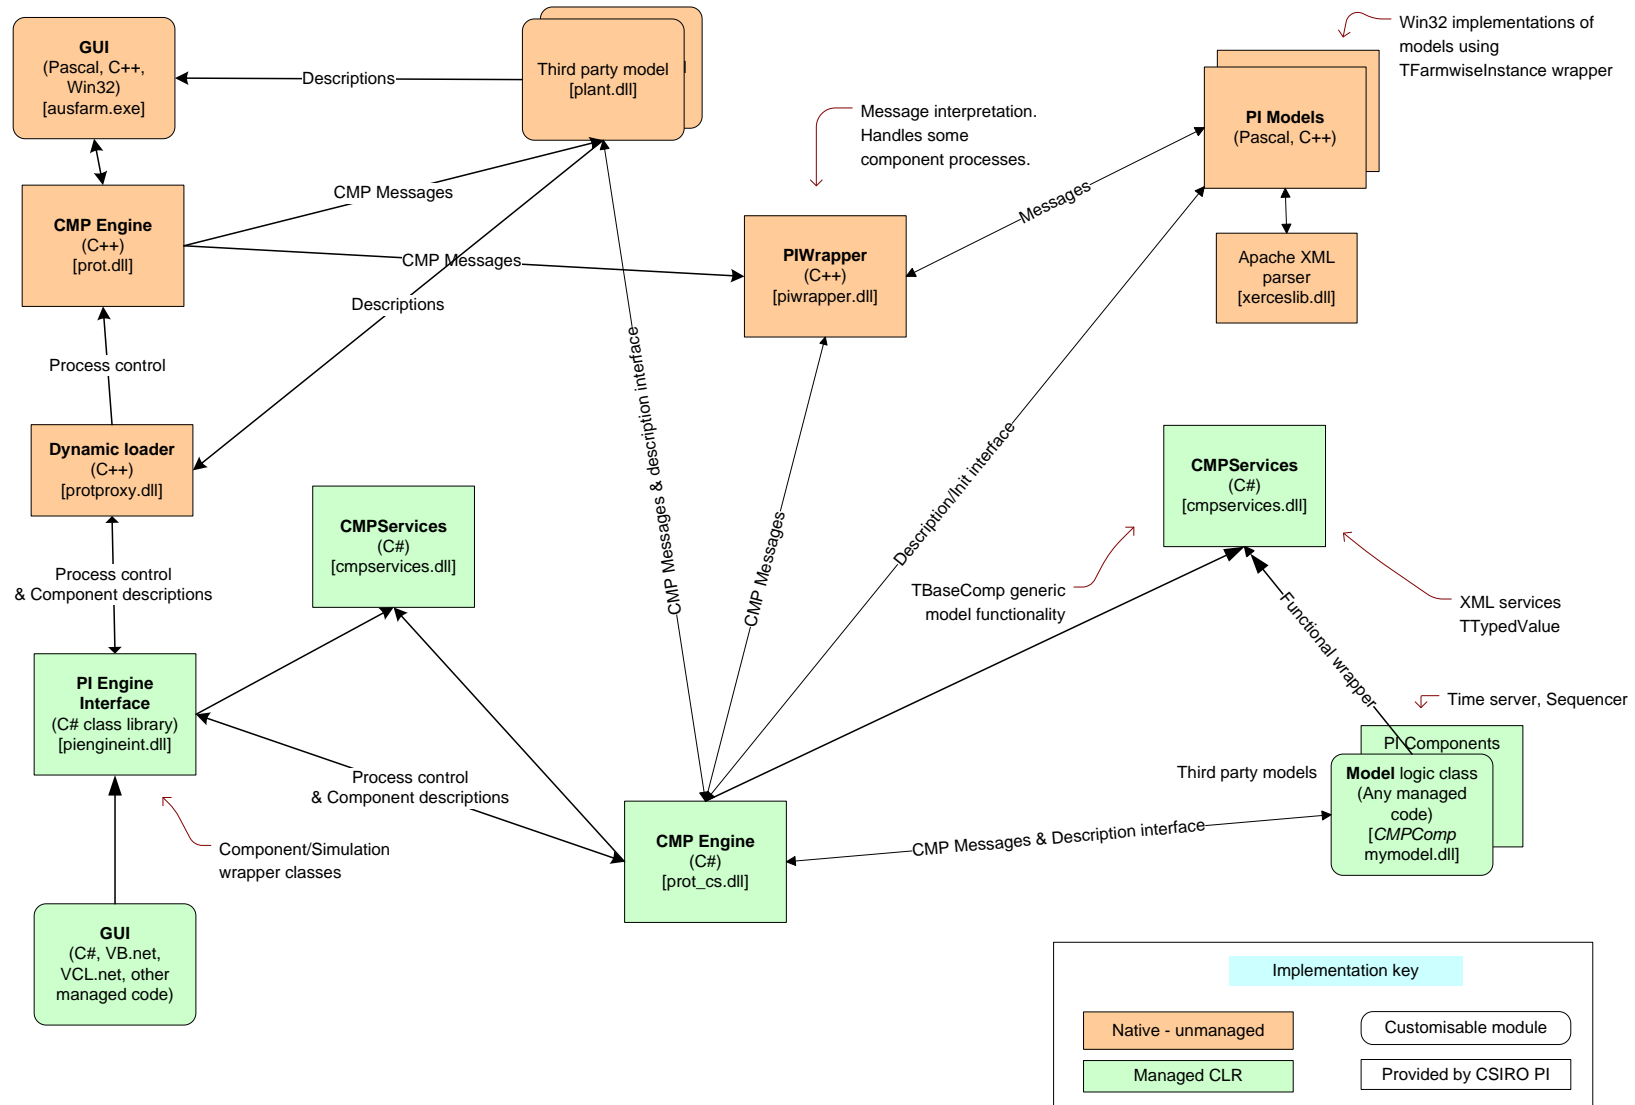 GUI
(Pascal, C++,
Win32)
[ausfarm.exe]
Descriptions
Third party model
[plant.dll]
Win32 implementations of
models using
TFarmwiseInstance wrapper
PI Models
(Pascal, C++)
Message interpretation.
Handles some
component processes.
CMP Messages
Messages
CMP Engine
(C++)
[prot.dll]
CMP Messages
PIWrapper
(C++)
[piwrapper.dll]
Apache XML
parser
[xerceslib.dll]
Descriptions
Process control
CMP Messages & description interface
Dynamic loader
(C++)
[protproxy.dll]
CMPServices
(C#)
[cmpservices.dll]
CMP Messages
Description/Init interface
CMPServices
(C#)
[cmpservices.dll]
Process control
& Component descriptions
TBaseComp generic
model functionality
XML services
TTypedValue
Functional wrapper
PI Engine
Interface
(C# class library)
[piengineint.dll]
Time server, Sequencer
PI Components
Third party models
Model logic class
(Any managed
code)
[CMPComp
mymodel.dll]
Process control
& Component descriptions
CMP Engine
(C#)
[prot_cs.dll]
CMP Messages & Description interface
Component/Simulation
wrapper classes
GUI
(C#, VB.net,
VCL.net, other
managed code)
Implementation key
Native - unmanaged
Customisable module
Managed CLR
Provided by CSIRO PI